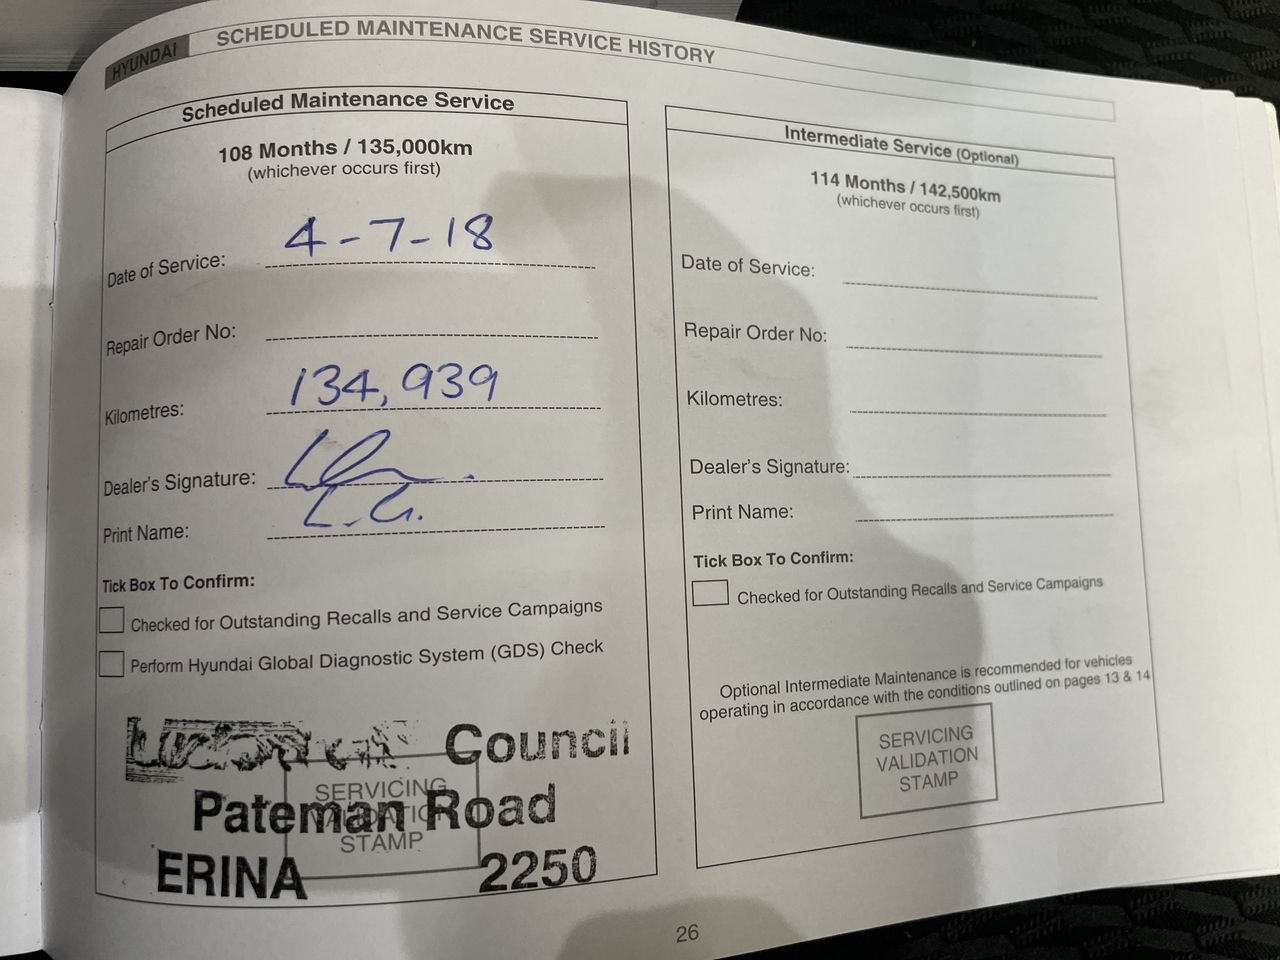 HYUNDAI SCHEDULED MAINTENANCE SERVICE HISTORY
Scheduled Maintenance Service
108 Months / 135,000km
(whichever occurs first)
Date of Service: 4-7-18
Repair Order No:
Kilometres: 134,939
Dealer's Signature:
Print Name: L.G.
Tick Box To Confirm:
Checked for Outstanding Recalls and Service Campaigns
Perform Hyundai Global Diagnostic System (GDS) Check
Council
SERVICING
Pateman Road
VALIDATION
STAMP
ERINA 2250
Intermediate Service (Optional)
114 Months / 142,500km
(whichever occurs first)
Date of Service:
Repair Order No:
Kilometres:
Dealer's Signature:
Print Name:
Tick Box To Confirm:
Checked for Outstanding Recalls and Service Campaigns
Optional Intermediate Maintenance is recommended for vehicles
operating in accordance with the conditions outlined on pages 13 & 14
SERVICING
VALIDATION
STAMP
26